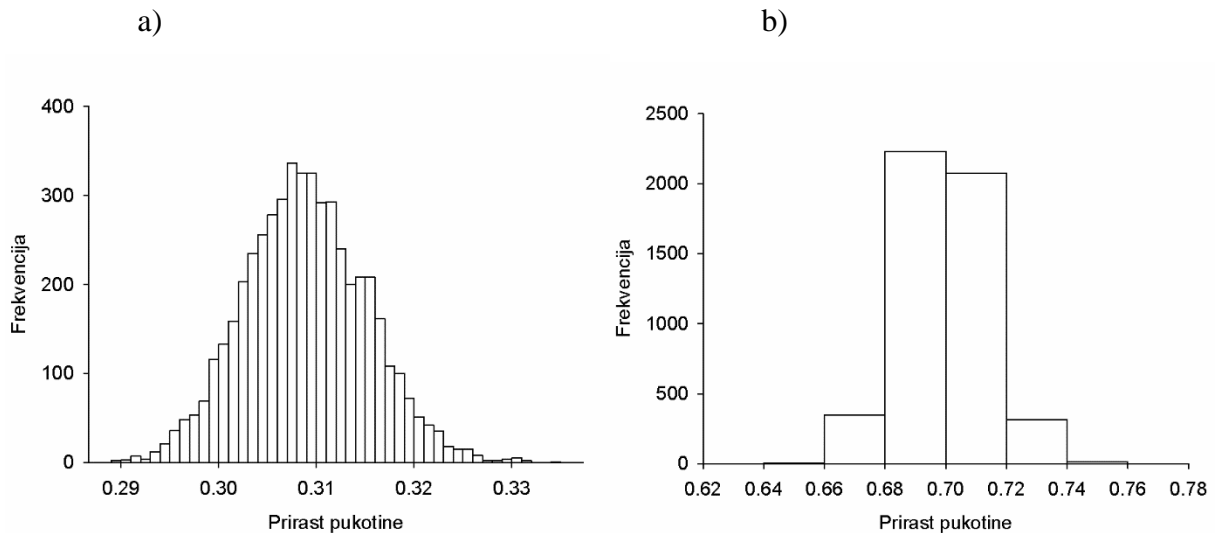 a)
b)
400
300
200
100
0
Frekvencija
0.29 0.30 0.31 0.32 0.33
Prirast pukotine
2500
2000
1500
1000
500
0
Frekvencija
0.62 0.64 0.66 0.68 0.70 0.72 0.74 0.76 0.78
Prirast pukotine